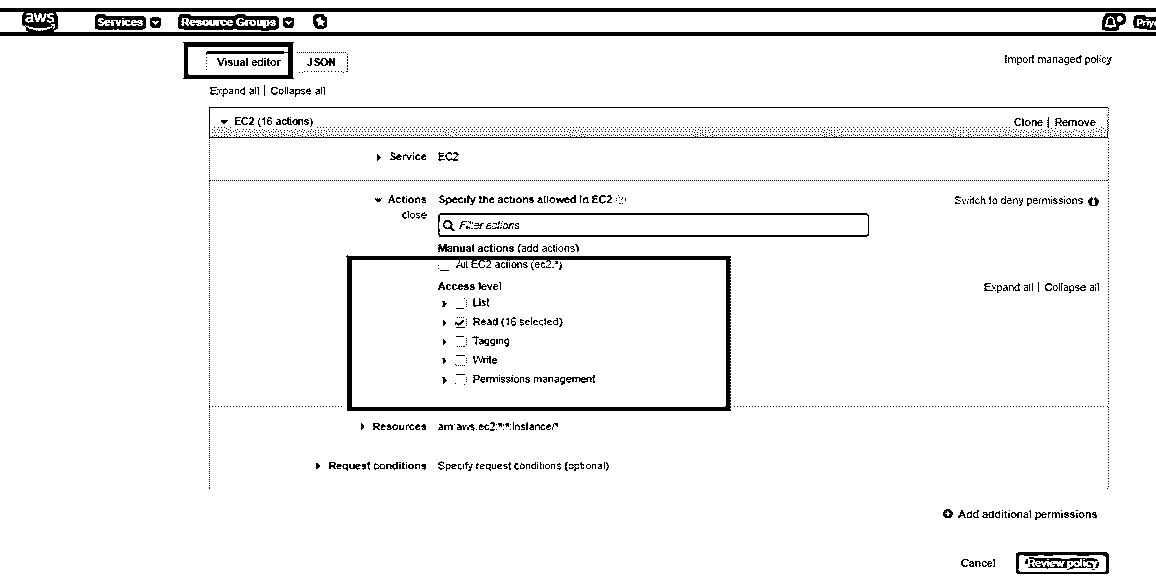 aws Services Resource Groups
Visual editor JSON Import managed policy
Expand all | Collapse all
EC2 (16 actions) Clone | Remove
Service EC2
Actions Specify the actions allowed in EC2 Switch to deny permissions
close
Filter actions
Manual actions (add actions)
All EC2 actions (ec2:*)
Access level Expand all | Collapse all
List
Read (16 selected)
Tagging
Write
Permissions management
Resources arn:aws:ec2:*:*:instance/*
Request conditions Specify request conditions (optional)
Add additional permissions
Cancel Review policy